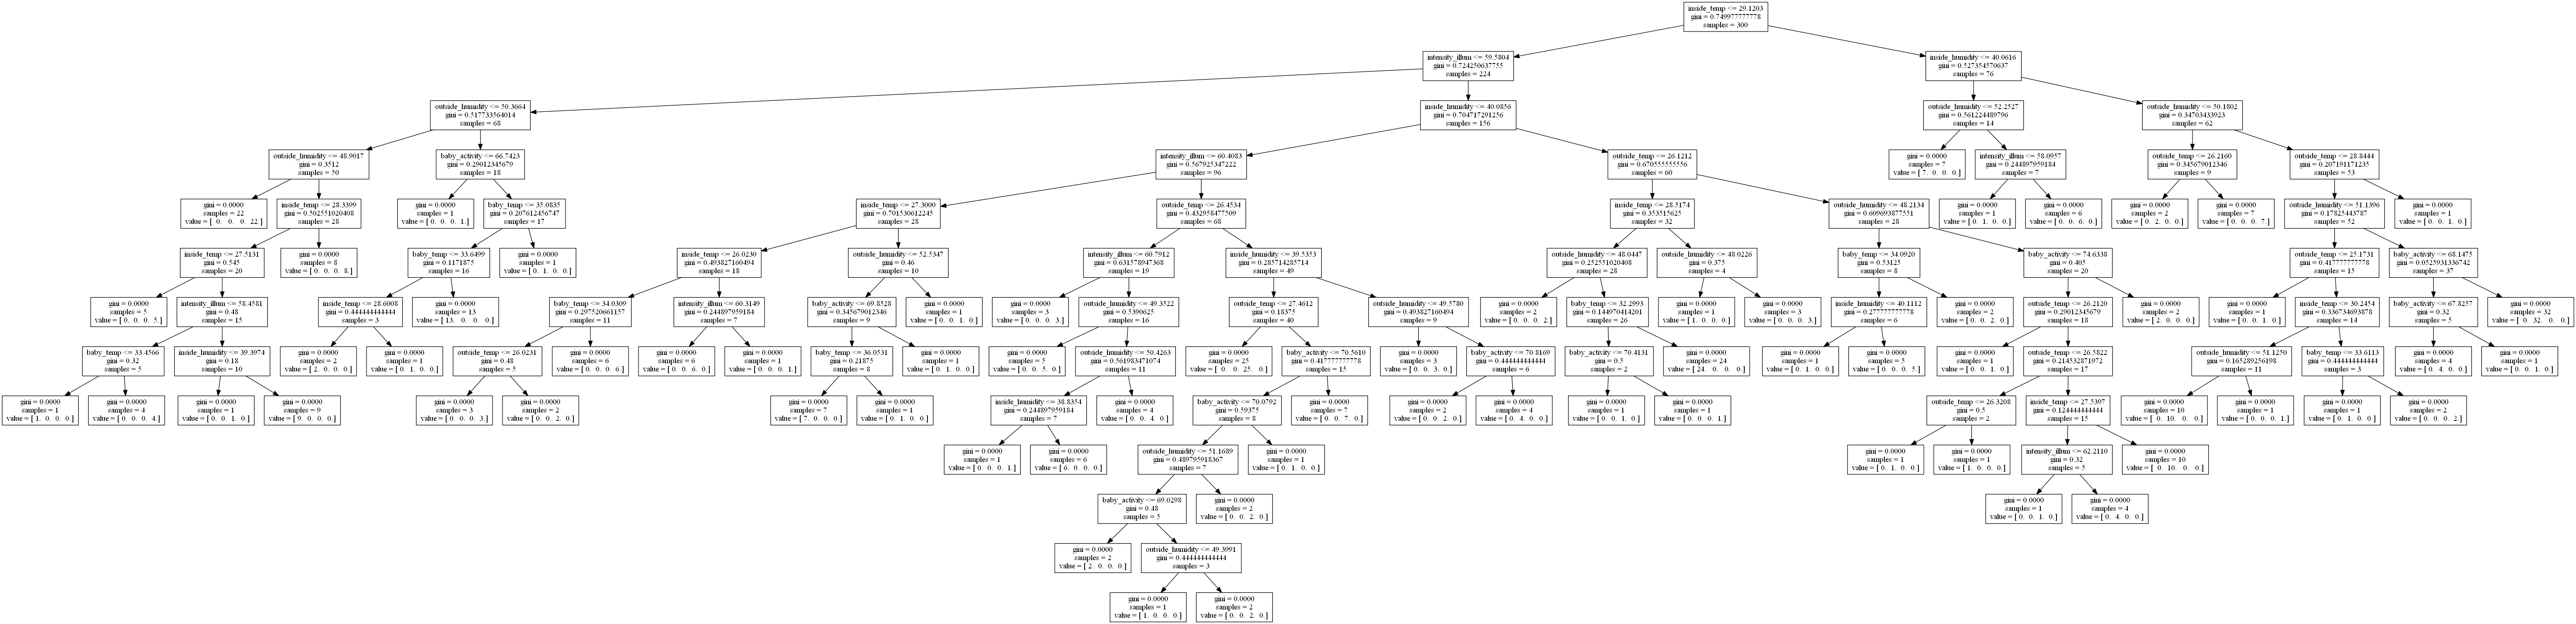 inside_temp <= 29.1203
gini = 0.749977777778
samples = 300
intensity_illum <= 59.5804
gini = 0.724250637755
samples = 224
inside_humidity <= 40.0616
gini = 0.527354570637
samples = 76
outside_humidity <= 50.3664
gini = 0.517733564014
samples = 68
inside_humidity <= 40.0856
gini = 0.704717291256
samples = 156
outside_humidity <= 52.2527
gini = 0.561224489796
samples = 14
outside_humidity <= 50.1802
gini = 0.34703433923
samples = 62
outside_humidity <= 48.9017
gini = 0.3512
samples = 50
baby_activity <= 66.7423
gini = 0.29012345679
samples = 18
intensity_illum <= 60.4083
gini = 0.567925347222
samples = 96
outside_temp <= 26.1212
gini = 0.670555555556
samples = 60
gini = 0.0000
samples = 7
value = [ 7. 0. 0. 0.]
intensity_illum <= 58.0957
gini = 0.244897959184
samples = 7
outside_temp <= 26.2160
gini = 0.345679012346
samples = 9
outside_temp <= 28.8444
gini = 0.207191171235
samples = 53
gini = 0.0000
samples = 22
value = [ 0. 0. 0. 22.]
inside_temp <= 28.3399
gini = 0.502551020408
samples = 28
gini = 0.0000
samples = 1
value = [ 0. 0. 0. 1.]
baby_temp <= 35.0835
gini = 0.207612456747
samples = 17
inside_temp <= 27.3000
gini = 0.701530612245
samples = 28
outside_temp <= 26.4534
gini = 0.432958477509
samples = 68
inside_temp <= 28.5174
gini = 0.353515625
samples = 32
outside_humidity <= 48.2134
gini = 0.609693877551
samples = 28
gini = 0.0000
samples = 1
value = [ 0. 1. 0. 0.]
gini = 0.0000
samples = 6
value = [ 0. 0. 6. 0.]
gini = 0.0000
samples = 2
value = [ 0. 2. 0. 0.]
gini = 0.0000
samples = 7
value = [ 0. 0. 0. 7.]
outside_humidity <= 51.1396
gini = 0.17825443787
samples = 52
gini = 0.0000
samples = 1
value = [ 0. 0. 1. 0.]
inside_temp <= 27.5131
gini = 0.545
samples = 20
gini = 0.0000
samples = 8
value = [ 0. 0. 0. 8.]
baby_temp <= 33.6499
gini = 0.1171875
samples = 16
gini = 0.0000
samples = 1
value = [ 0. 1. 0. 0.]
inside_temp <= 26.0230
gini = 0.493827160494
samples = 18
outside_humidity <= 52.5347
gini = 0.46
samples = 10
intensity_illum <= 60.7912
gini = 0.631578947368
samples = 19
inside_humidity <= 39.5353
gini = 0.285714285714
samples = 49
outside_humidity <= 48.0447
gini = 0.252551020408
samples = 28
outside_humidity <= 48.0226
gini = 0.375
samples = 4
baby_temp <= 34.0920
gini = 0.53125
samples = 8
baby_activity <= 74.6338
gini = 0.405
samples = 20
outside_temp <= 25.1731
gini = 0.417777777778
samples = 15
baby_activity <= 68.1475
gini = 0.0525931336742
samples = 37
gini = 0.0000
samples = 5
value = [ 0. 0. 0. 5.]
intensity_illum <= 58.4581
gini = 0.48
samples = 15
inside_temp <= 28.6008
gini = 0.444444444444
samples = 3
gini = 0.0000
samples = 13
value = [ 13. 0. 0. 0.]
baby_temp <= 34.0309
gini = 0.297520661157
samples = 11
intensity_illum <= 60.3149
gini = 0.244897959184
samples = 7
baby_activity <= 69.8528
gini = 0.345679012346
samples = 9
gini = 0.0000
samples = 1
value = [ 0. 0. 1. 0.]
gini = 0.0000
samples = 3
value = [ 0. 0. 0. 3.]
outside_humidity <= 49.3522
gini = 0.5390625
samples = 16
outside_temp <= 27.4612
gini = 0.18375
samples = 40
outside_humidity <= 49.5780
gini = 0.493827160494
samples = 9
gini = 0.0000
samples = 2
value = [ 0. 0. 0. 2.]
baby_temp <= 32.2993
gini = 0.144970414201
samples = 26
gini = 0.0000
samples = 1
value = [ 1. 0. 0. 0.]
gini = 0.0000
samples = 3
value = [ 0. 0. 0. 3.]
inside_humidity <= 40.1112
gini = 0.277777777778
samples = 6
gini = 0.0000
samples = 2
value = [ 0. 0. 2. 0.]
outside_temp <= 26.2120
gini = 0.29012345679
samples = 18
gini = 0.0000
samples = 2
value = [ 2. 0. 0. 0.]
gini = 0.0000
samples = 1
value = [ 0. 0. 1. 0.]
inside_temp <= 30.2454
gini = 0.336734693878
samples = 14
baby_activity <= 67.8257
gini = 0.32
samples = 5
gini = 0.0000
samples = 32
value = [ 0. 32. 0. 0.]
baby_temp <= 33.4566
gini = 0.32
samples = 5
inside_humidity <= 39.3974
gini = 0.18
samples = 10
gini = 0.0000
samples = 2
value = [ 2. 0. 0. 0.]
gini = 0.0000
samples = 1
value = [ 0. 1. 0. 0.]
outside_temp <= 26.0231
gini = 0.48
samples = 5
gini = 0.0000
samples = 6
value = [ 0. 0. 0. 6.]
gini = 0.0000
samples = 6
value = [ 0. 0. 6. 0.]
gini = 0.0000
samples = 1
value = [ 0. 0. 0. 1.]
baby_temp <= 36.0531
gini = 0.21875
samples = 8
gini = 0.0000
samples = 1
value = [ 0. 1. 0. 0.]
gini = 0.0000
samples = 5
value = [ 0. 0. 5. 0.]
outside_humidity <= 50.4263
gini = 0.561983471074
samples = 11
gini = 0.0000
samples = 25
value = [ 0. 0. 25. 0.]
baby_activity <= 70.5610
gini = 0.417777777778
samples = 15
gini = 0.0000
samples = 3
value = [ 0. 0. 3. 0.]
baby_activity <= 70.8169
gini = 0.444444444444
samples = 6
baby_activity <= 70.4131
gini = 0.5
samples = 2
gini = 0.0000
samples = 24
value = [ 24. 0. 0. 0.]
gini = 0.0000
samples = 1
value = [ 0. 1. 0. 0.]
gini = 0.0000
samples = 5
value = [ 0. 0. 0. 5.]
gini = 0.0000
samples = 1
value = [ 0. 0. 1. 0.]
outside_temp <= 26.5822
gini = 0.214532871972
samples = 17
outside_humidity <= 51.1250
gini = 0.165289256198
samples = 11
baby_temp <= 33.6113
gini = 0.444444444444
samples = 3
gini = 0.0000
samples = 4
value = [ 0. 4. 0. 0.]
gini = 0.0000
samples = 1
value = [ 0. 0. 1. 0.]
gini = 0.0000
samples = 1
value = [ 1. 0. 0. 0.]
gini = 0.0000
samples = 4
value = [ 0. 0. 0. 4.]
gini = 0.0000
samples = 1
value = [ 0. 0. 1. 0.]
gini = 0.0000
samples = 9
value = [ 9. 0. 0. 0.]
gini = 0.0000
samples = 3
value = [ 0. 0. 0. 3.]
gini = 0.0000
samples = 2
value = [ 0. 0. 2. 0.]
gini = 0.0000
samples = 7
value = [ 7. 0. 0. 0.]
gini = 0.0000
samples = 1
value = [ 0. 1. 0. 0.]
inside_humidity <= 38.8354
gini = 0.244897959184
samples = 7
gini = 0.0000
samples = 4
value = [ 0. 0. 4. 0.]
baby_activity <= 70.0792
gini = 0.59375
samples = 8
gini = 0.0000
samples = 7
value = [ 0. 0. 7. 0.]
gini = 0.0000
samples = 2
value = [ 0. 0. 2. 0.]
gini = 0.0000
samples = 4
value = [ 0. 4. 0. 0.]
gini = 0.0000
samples = 1
value = [ 0. 0. 1. 0.]
gini = 0.0000
samples = 1
value = [ 0. 0. 0. 1.]
outside_temp <= 26.3208
gini = 0.5
samples = 2
inside_temp <= 27.5397
gini = 0.124444444444
samples = 15
gini = 0.0000
samples = 10
value = [ 0. 10. 0. 0.]
gini = 0.0000
samples = 1
value = [ 0. 0. 0. 1.]
gini = 0.0000
samples = 1
value = [ 0. 1. 0. 0.]
gini = 0.0000
samples = 2
value = [ 0. 0. 0. 2.]
gini = 0.0000
samples = 1
value = [ 0. 0. 0. 1.]
gini = 0.0000
samples = 6
value = [ 6. 0. 0. 0.]
outside_humidity <= 51.1689
gini = 0.489795918367
samples = 7
gini = 0.0000
samples = 1
value = [ 0. 1. 0. 0.]
gini = 0.0000
samples = 1
value = [ 0. 1. 0. 0.]
gini = 0.0000
samples = 1
value = [ 1. 0. 0. 0.]
intensity_illum <= 62.2110
gini = 0.32
samples = 5
gini = 0.0000
samples = 10
value = [ 0. 10. 0. 0.]
baby_activity <= 69.0298
gini = 0.48
samples = 5
gini = 0.0000
samples = 2
value = [ 0. 0. 2. 0.]
gini = 0.0000
samples = 1
value = [ 0. 0. 1. 0.]
gini = 0.0000
samples = 4
value = [ 0. 4. 0. 0.]
gini = 0.0000
samples = 2
value = [ 2. 0. 0. 0.]
outside_humidity <= 49.3991
gini = 0.444444444444
samples = 3
gini = 0.0000
samples = 1
value = [ 1. 0. 0. 0.]
gini = 0.0000
samples = 2
value = [ 0. 0. 2. 0.]